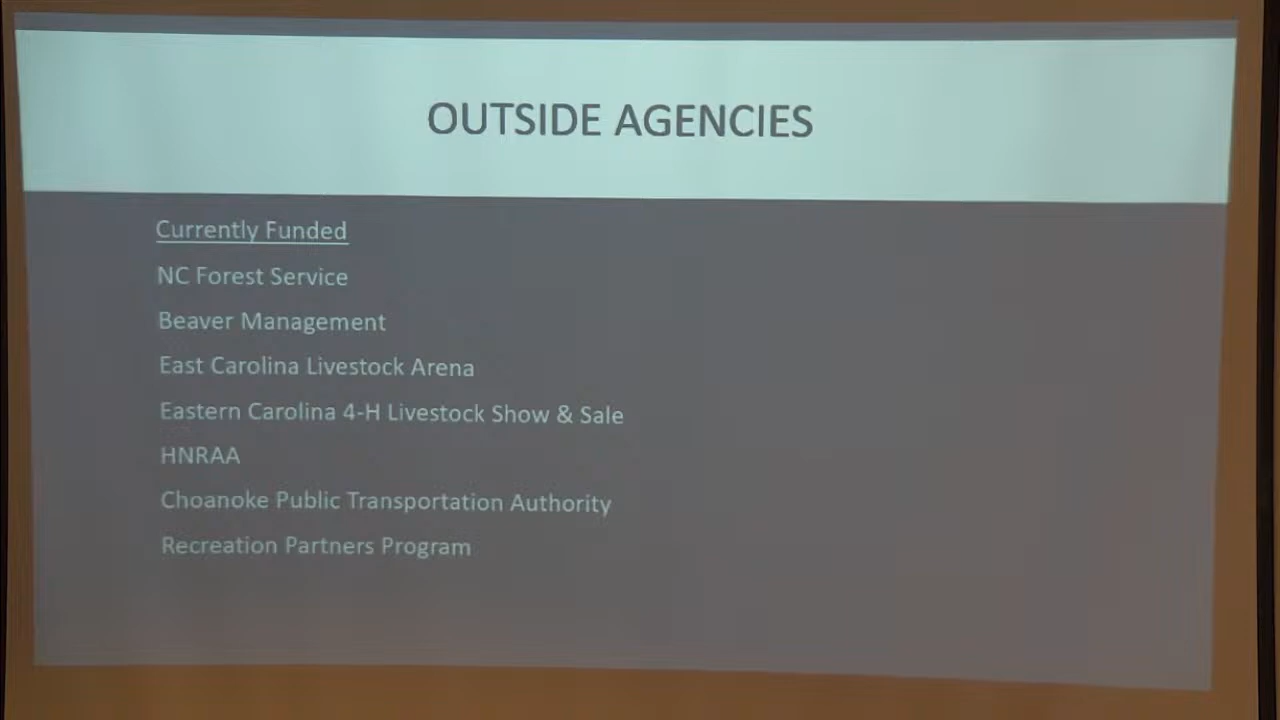 OUTSIDE AGENCIES
Currently Funded
NC Forest Service
Beaver Management
East Carolina Livestock Arena
Eastern Carolina 4-H Livestock Show & Sale
HNRAA
Choanoke Public Transportation Authority
Recreation Partners Program